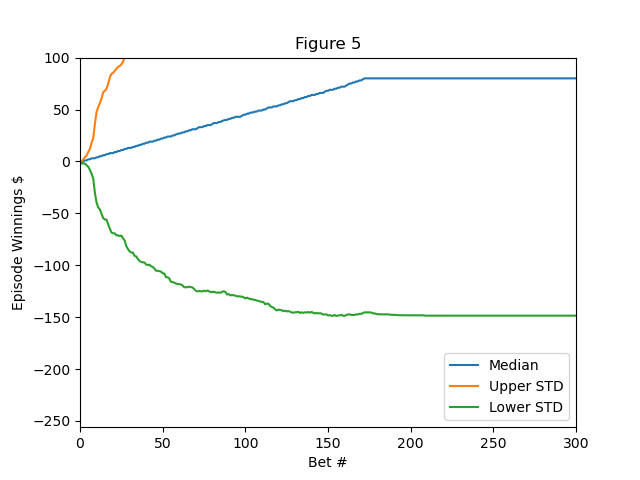 Figure 5
Episode Winnings $
100
50
0
−50
−100
−150
−200
−250
0 50 100 150 200 250 300
Bet #
Median
Upper STD
Lower STD